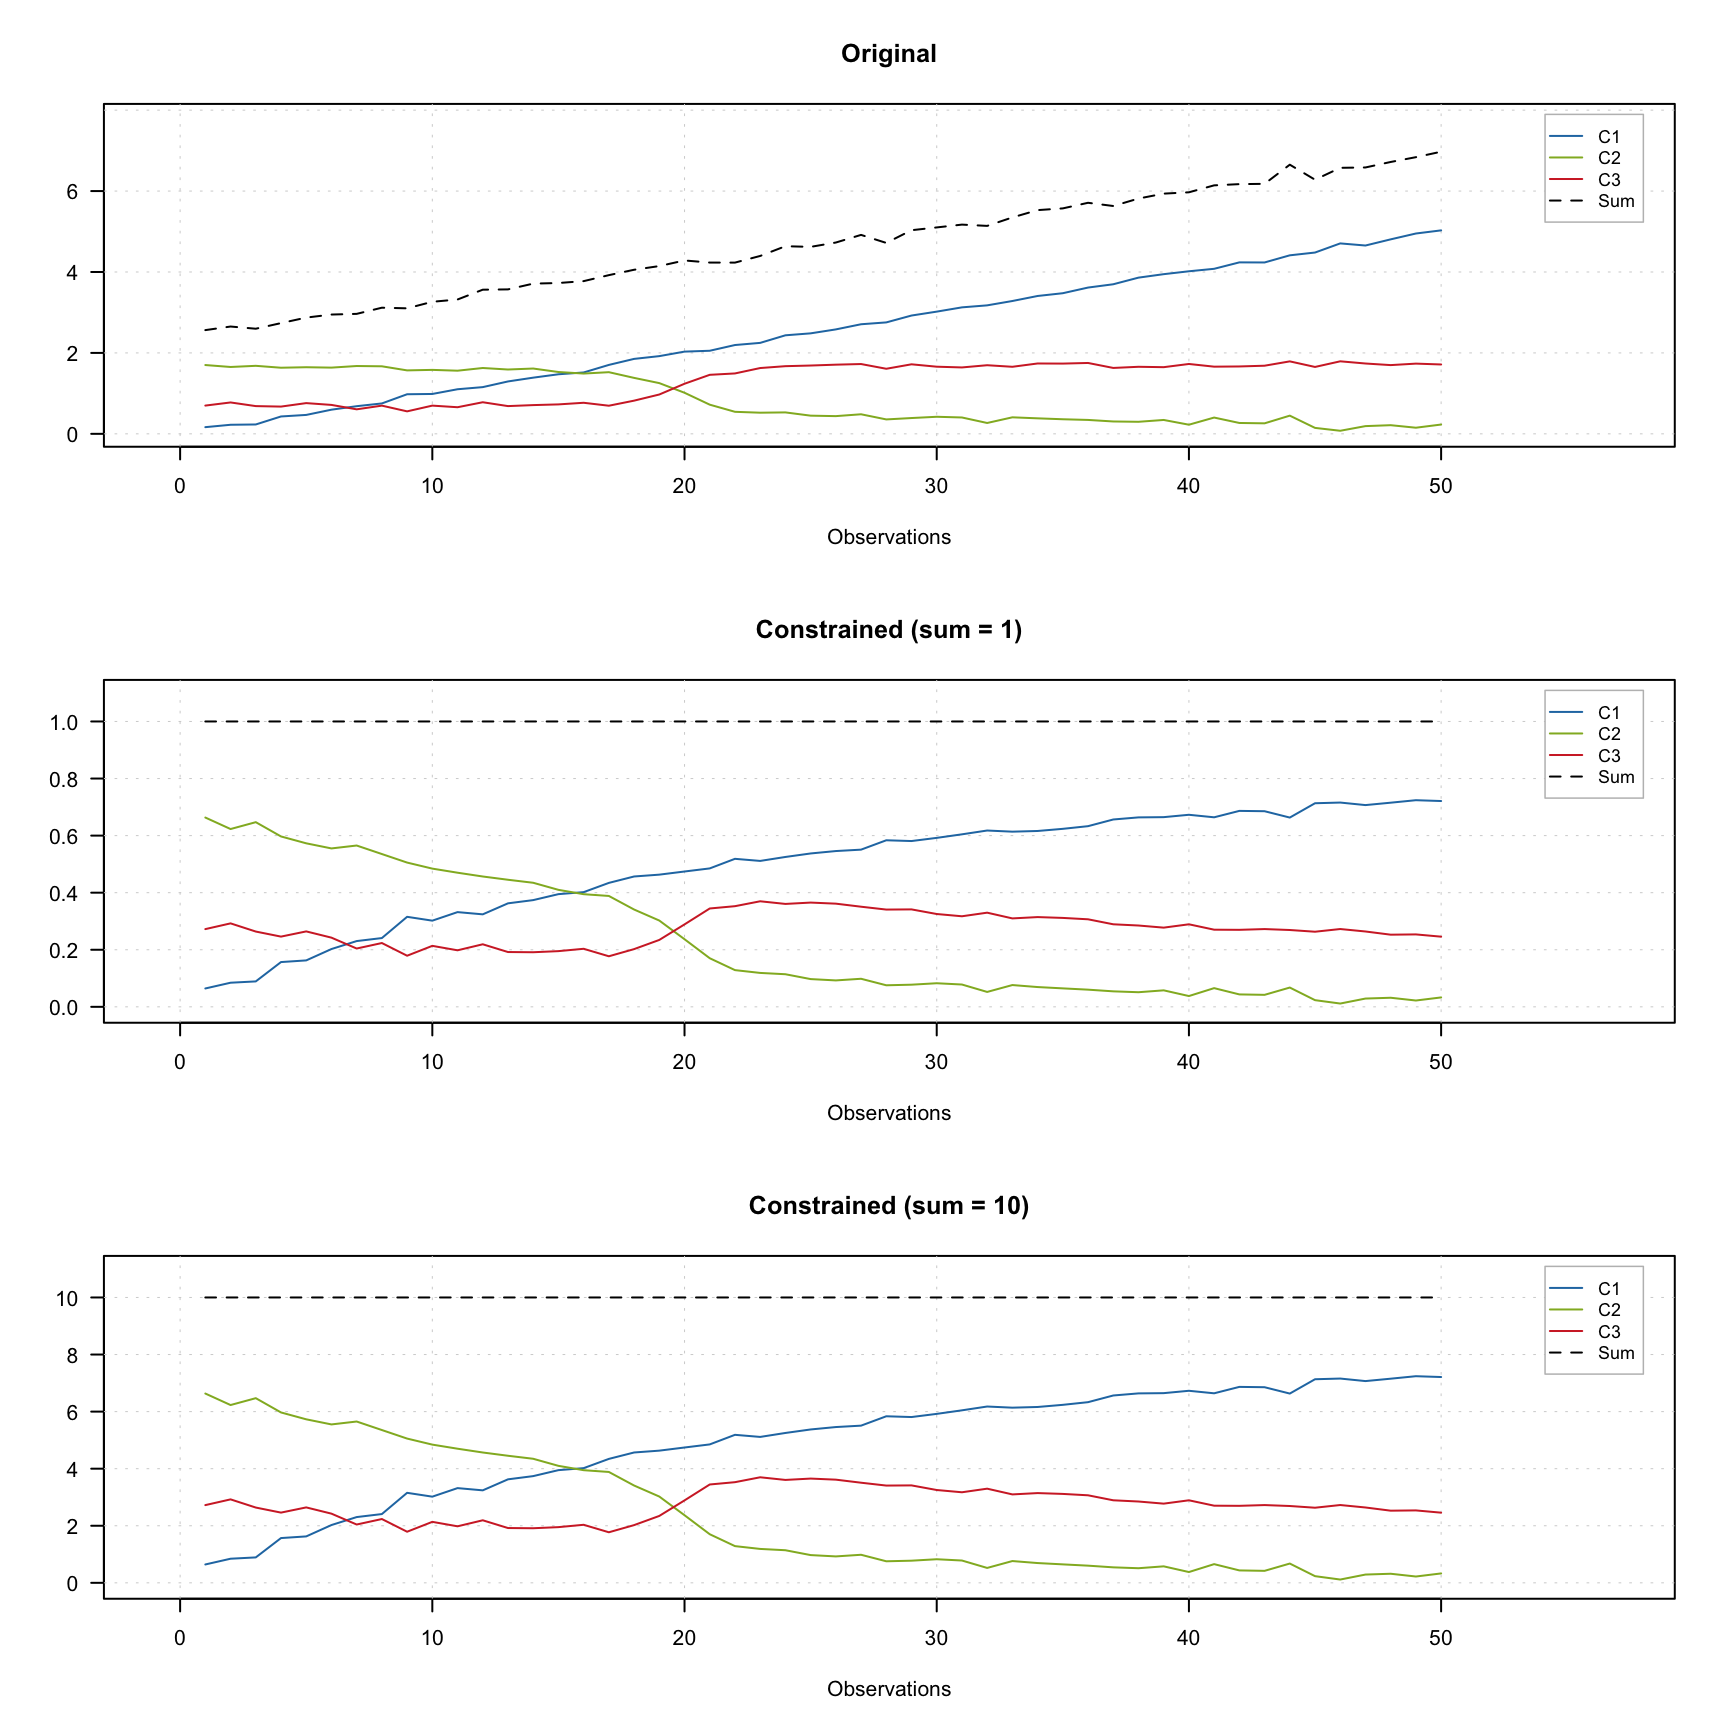 Original
C1
C2
C3
Sum
6
4
2
0
0 10 20 30 40 50
Observations
Constrained (sum = 1)
C1
C2
C3
Sum
1.0
0.8
0.6
0.4
0.2
0.0
0 10 20 30 40 50
Observations
Constrained (sum = 10)
C1
C2
C3
Sum
10
8
6
4
2
0
0 10 20 30 40 50
Observations